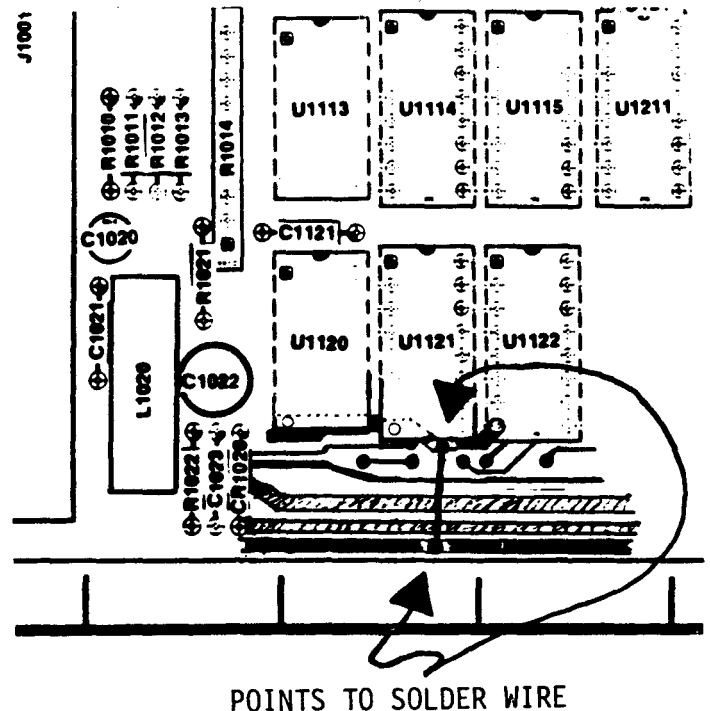 J1001
R1010
R1011
R1012
R1013
R1014
U1113
U1114
U1115
U1211
C1020
R1021
C1121
C1021
L1020
C1022
U1120
U1121
U1122
R1022
C1023
CR1020
POINTS TO SOLDER WIRE